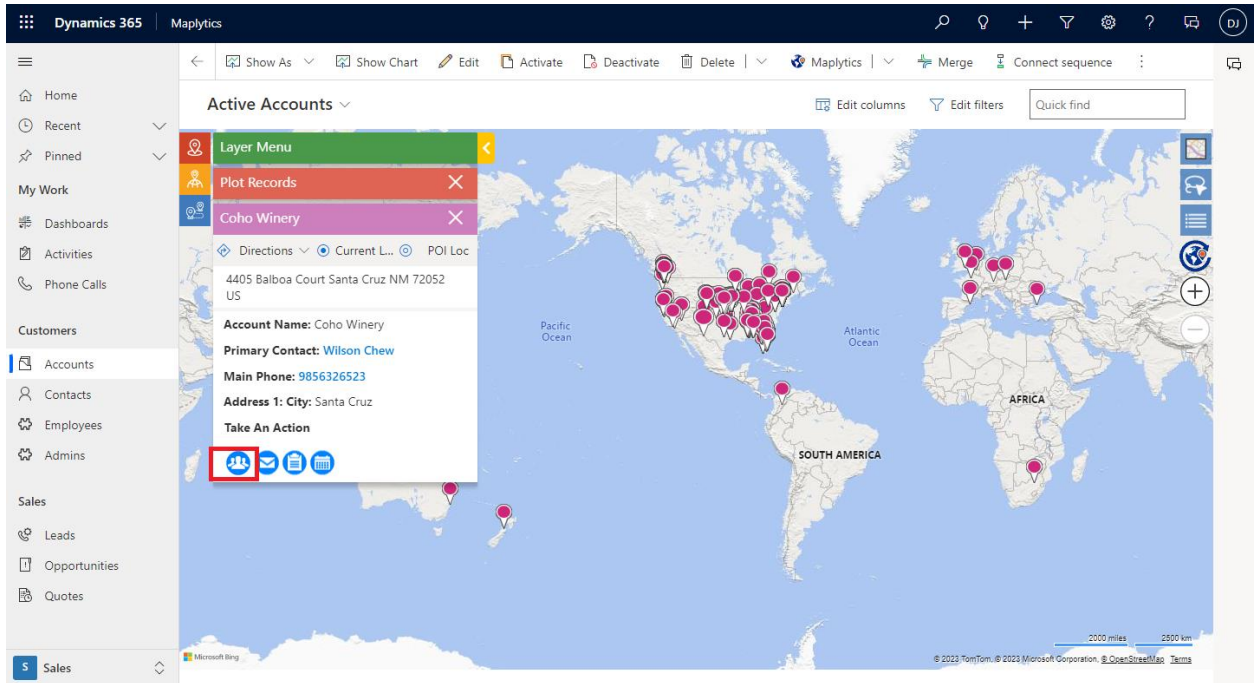 Dynamics 365 Maplytics DJ
Show As Show Chart Edit Activate Deactivate Delete Maplytics Merge Connect sequence
Home
Recent
Pinned
My Work
Dashboards
Activities
Phone Calls
Customers
Accounts
Contacts
Employees
Admins
Sales
Leads
Opportunities
Quotes
S Sales
Active Accounts Edit columns Edit filters Quick find
Layer Menu
Plot Records
Coho Winery
Directions Current L... POI Loc
4405 Balboa Court Santa Cruz NM 72052
US
Account Name: Coho Winery
Primary Contact: Wilson Chew
Main Phone: 9856326523
Address 1: City: Santa Cruz
Take An Action
Pacific
Ocean
Atlantic
Ocean
AFRICA
SOUTH AMERICA
2000 miles 2500 km
Microsoft Bing
© 2023 TomTom, © 2023 Microsoft Corporation, © OpenStreetMap Terms